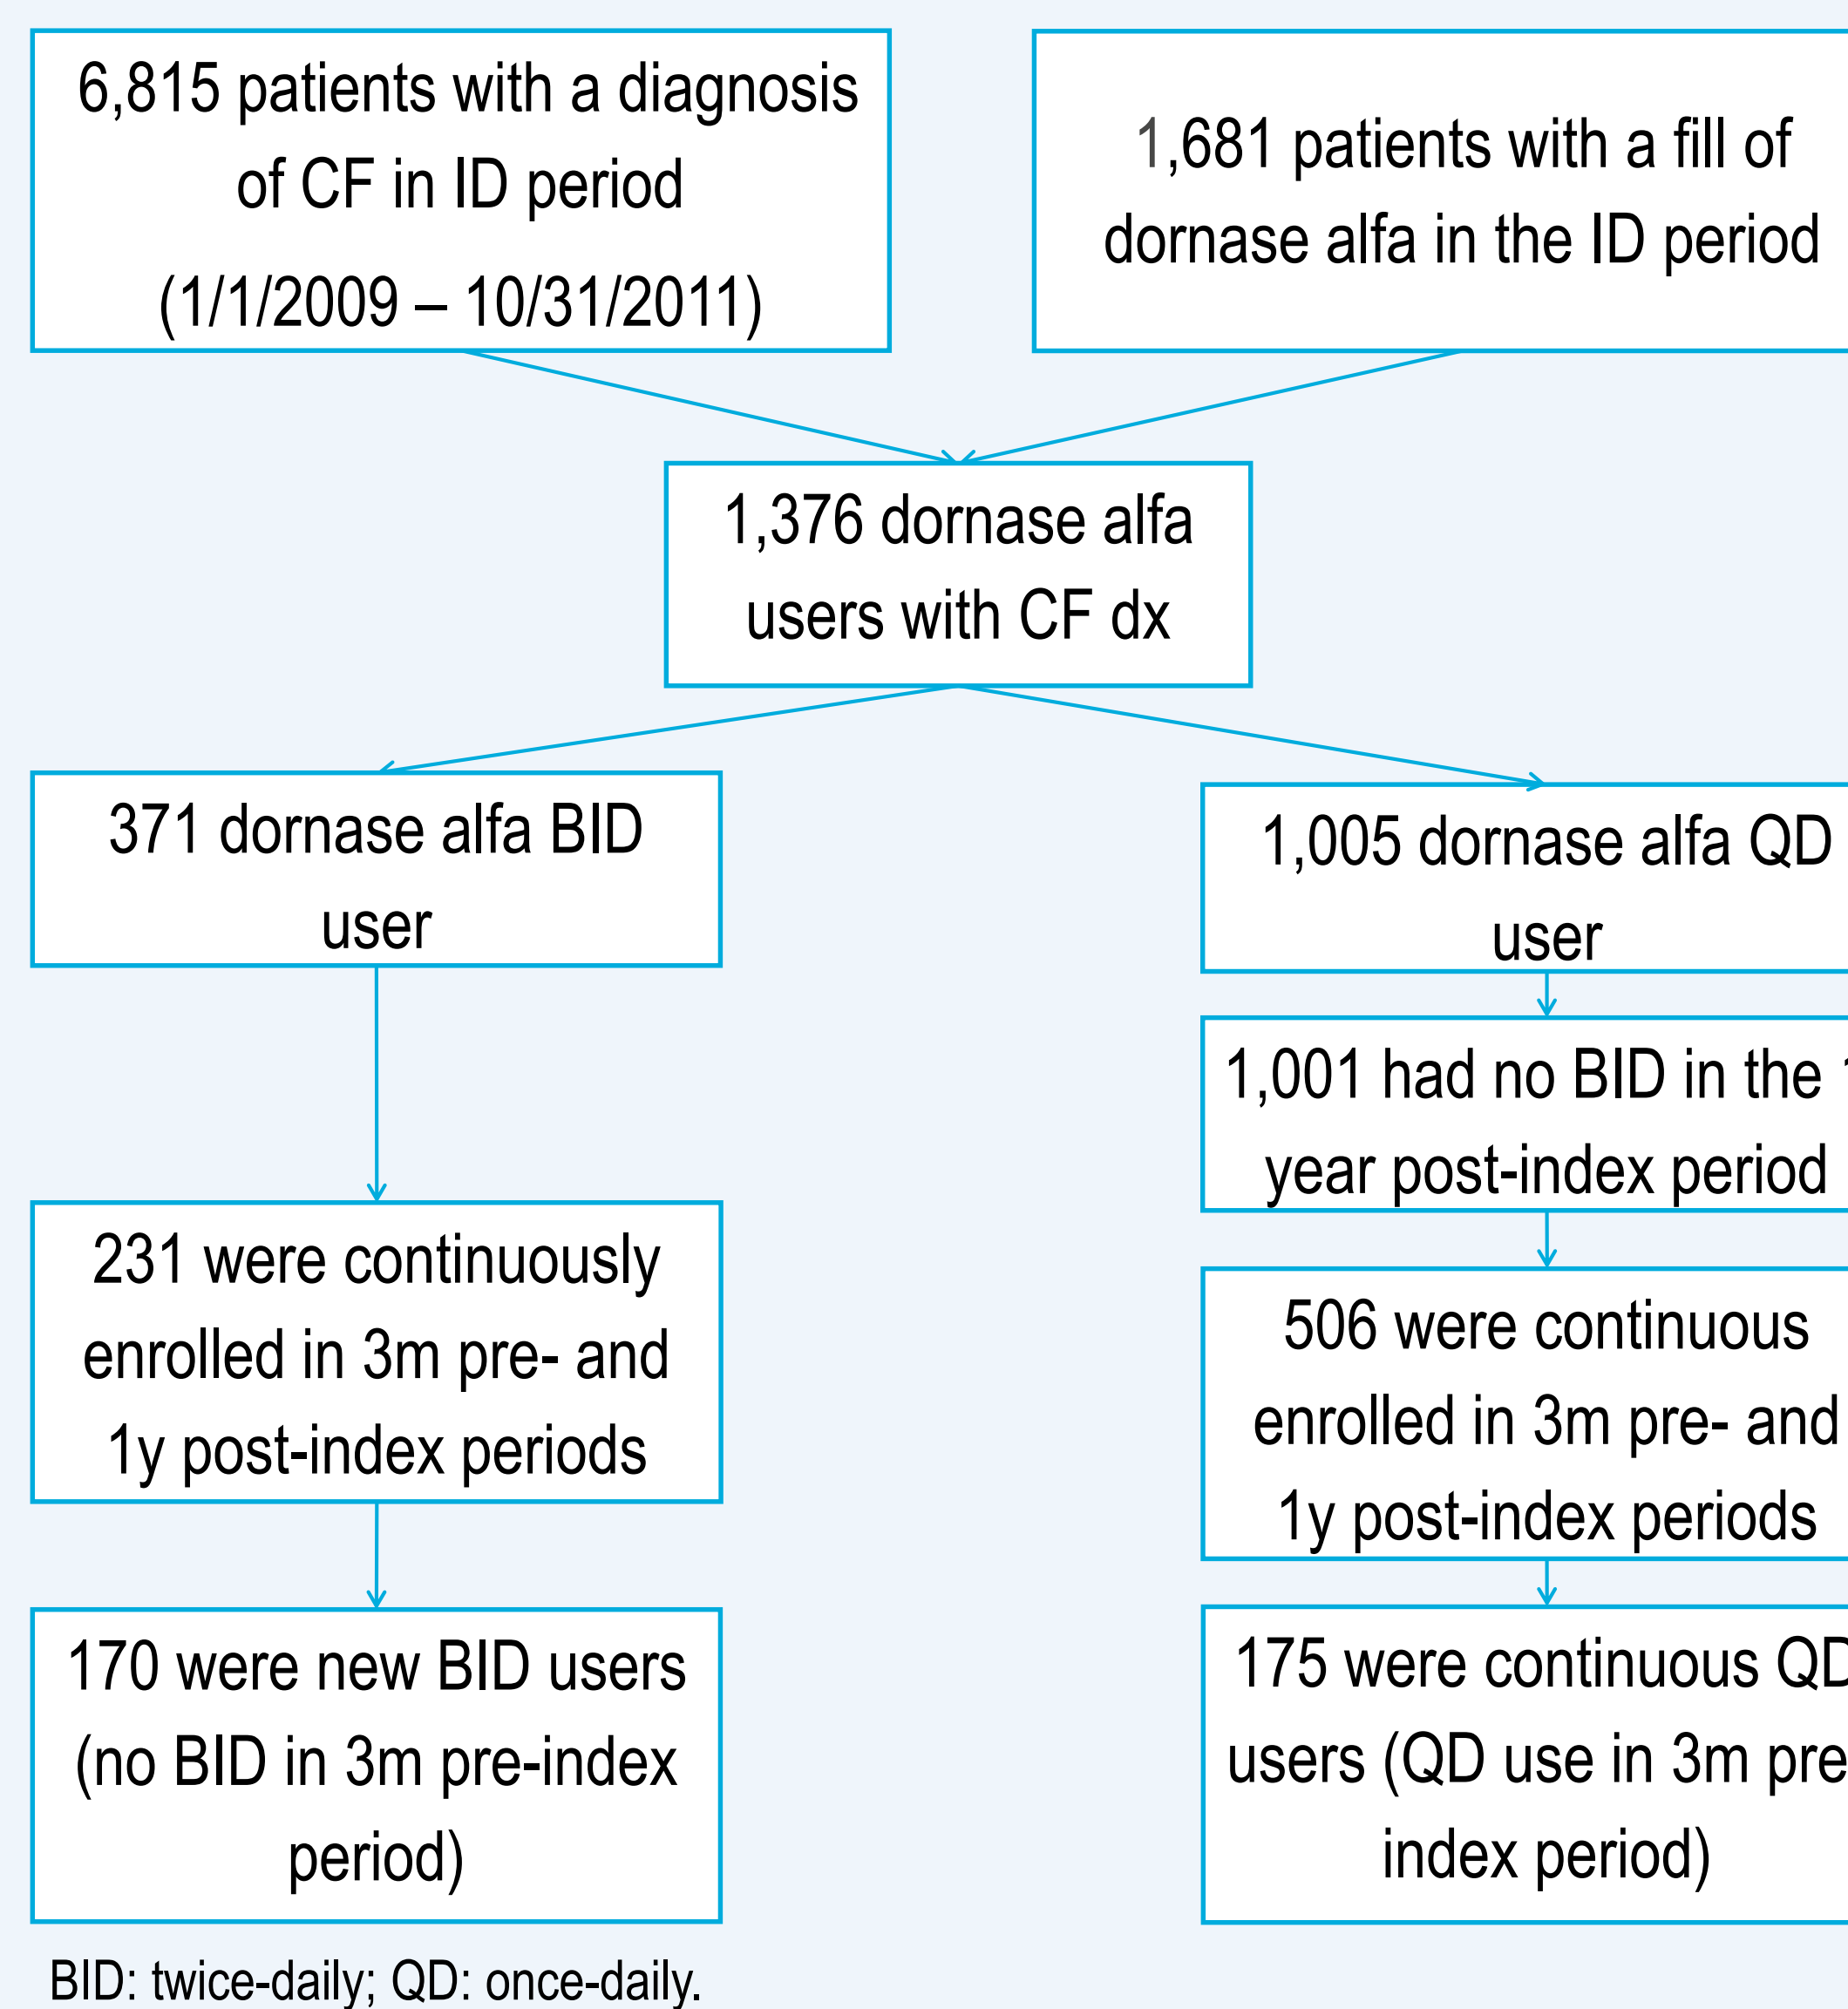 6,815 patients with a diagnosis
of CF in ID period
(1/1/2009 – 10/31/2011)
1,681 patients with a fill of
dornase alfa in the ID period
1,376 dornase alfa
users with CF dx
371 dornase alfa BID
user
1,005 dornase alfa QD
user
1,001 had no BID in the
year post-index period
231 were continuously
enrolled in 3m pre- and
1y post-index periods
506 were continuous
enrolled in 3m pre- and
1y post-index periods
170 were new BID users
(no BID in 3m pre-index
period)
175 were continuous QD
users (QD use in 3m pre
index period)
BID: twice-daily; QD: once-daily.